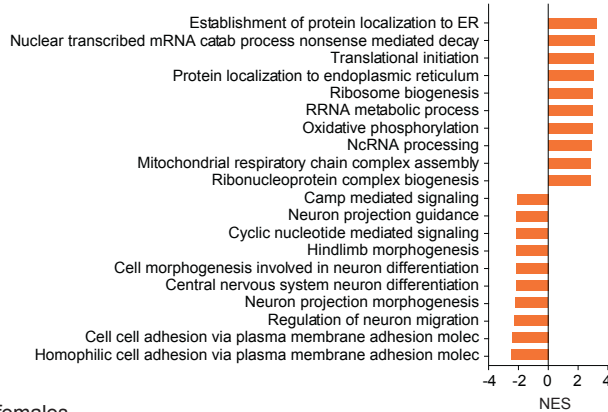 Establishment of protein localization to ER
Nuclear transcribed mRNA catab process nonsense mediated decay
Translational initiation
Protein localization to endoplasmic reticulum
Ribosome biogenesis
RRNA metabolic process
Oxidative phosphorylation
NcRNA processing
Mitochondrial respiratory chain complex assembly
Ribonucleoprotein complex biogenesis
Camp mediated signaling
Neuron projection guidance
Cyclic nucleotide mediated signaling
Hindlimb morphogenesis
Cell morphogenesis involved in neuron differentiation
Central nervous system neuron differentiation
Neuron projection morphogenesis
Regulation of neuron migration
Cell cell adhesion via plasma membrane adhesion molec
Homophilic cell adhesion via plasma membrane adhesion molec
-4 -2 0 2 4
NES
females